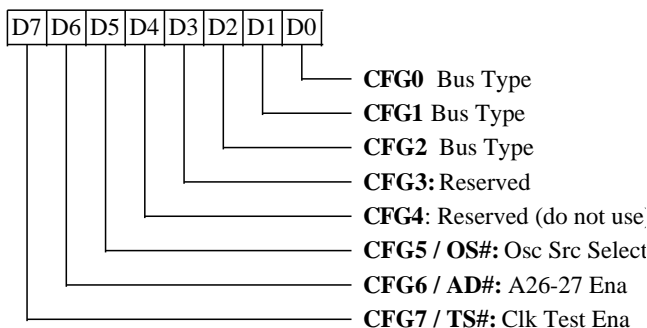 D7 D6 D5 D4 D3 D2 D1 D0
CFG0 Bus Type
CFG1 Bus Type
CFG2 Bus Type
CFG3: Reserved
CFG4: Reserved (do not use)
CFG5 / OS#: Osc Src Select
CFG6 / AD#: A26-27 Ena
CFG7 / TS#: Clk Test Ena